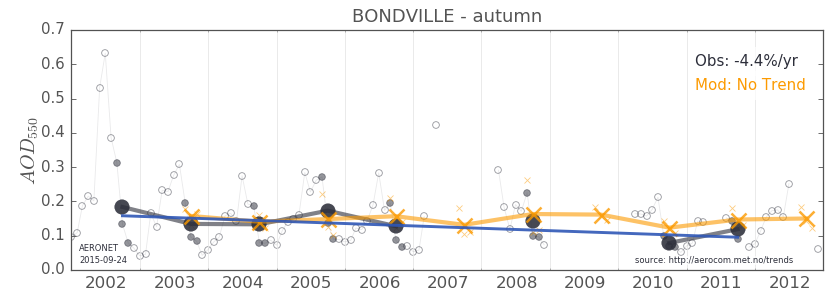 BONDVILLE - autumn
0.7
0.6
0.5
0.4
0.3
0.2
0.1
0.0
AOD550
Obs: -4.4%/yr
Mod: No Trend
AERONET
2015-09-24
source: http://aerocom.met.no/trends
2002 2003 2004 2005 2006 2007 2008 2009 2010 2011 2012